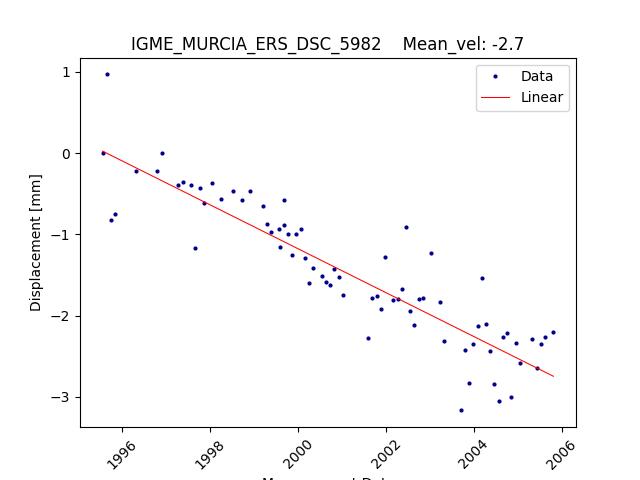 IGME_MURCIA_ERS_DSC_5982    Mean_vel: -2.7
Data
Linear
Displacement [mm]
1
0
−1
−2
−3
1996
1998
2000
2002
2004
2006